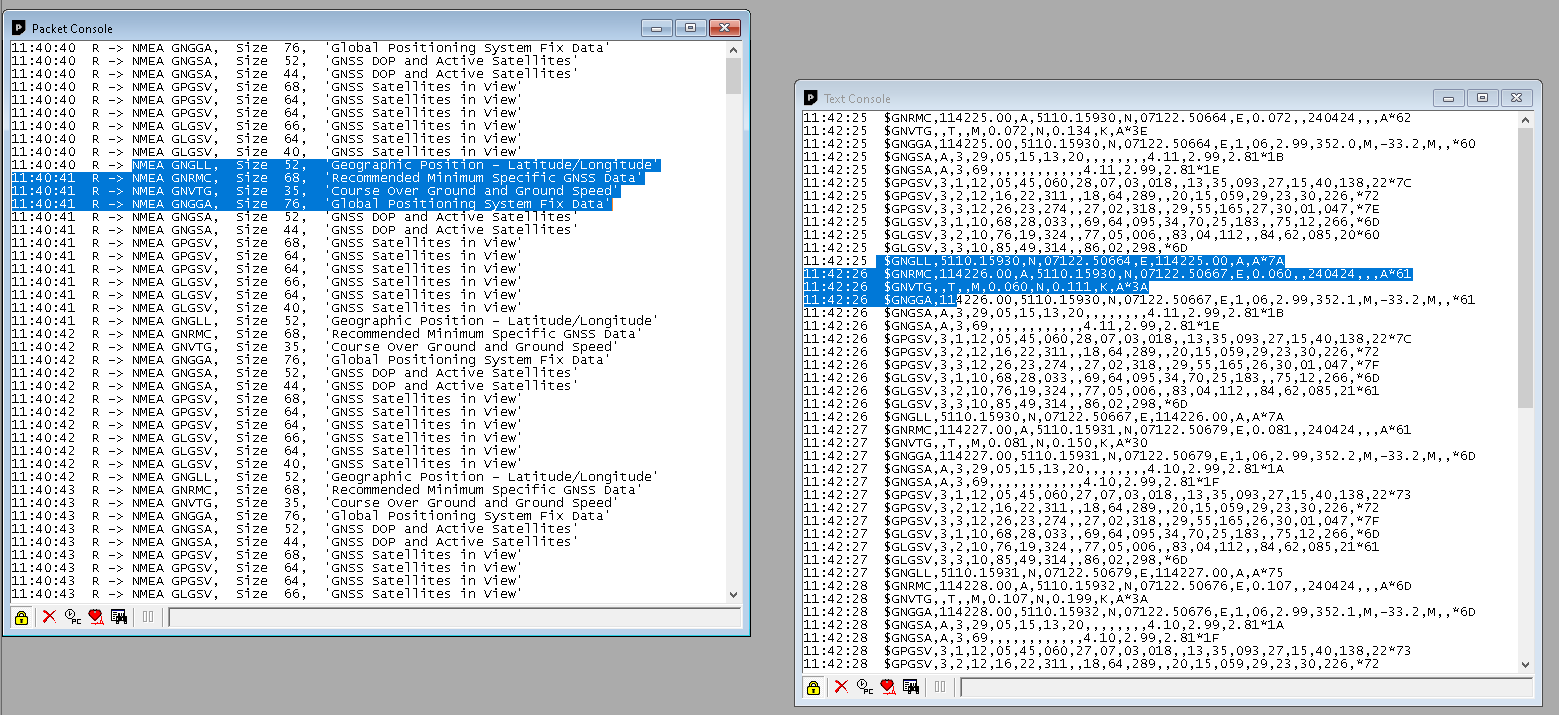 Packet Console
11:40:40 R -> NMEA GNGGA, Size 76, 'Global Positioning System Fix Data'
11:40:40 R -> NMEA GNGSA, Size 52, 'GNSS DOP and Active Satellites'
11:40:40 R -> NMEA GNGSA, Size 44, 'GNSS DOP and Active Satellites'
11:40:40 R -> NMEA GPGSV, Size 68, 'GNSS Satellites in View'
11:40:40 R -> NMEA GPGSV, Size 64, 'GNSS Satellites in View'
11:40:40 R -> NMEA GPGSV, Size 64, 'GNSS Satellites in View'
11:40:40 R -> NMEA GLGSV, Size 66, 'GNSS Satellites in View'
11:40:40 R -> NMEA GLGSV, Size 64, 'GNSS Satellites in View'
11:40:40 R -> NMEA GLGSV, Size 40, 'GNSS Satellites in View'
11:40:40 R -> NMEA GNGLL, Size 52, 'Geographic Position - Latitude/Longitude'
11:40:41 R -> NMEA GNRMC, Size 68, 'Recommended Minimum Specific GNSS Data'
11:40:41 R -> NMEA GNVTG, Size 35, 'Course Over Ground and Ground Speed'
11:40:41 R -> NMEA GNGGA, Size 76, 'Global Positioning System Fix Data'
11:40:41 R -> NMEA GNGSA, Size 52, 'GNSS DOP and Active Satellites'
11:40:41 R -> NMEA GNGSA, Size 44, 'GNSS DOP and Active Satellites'
11:40:41 R -> NMEA GPGSV, Size 68, 'GNSS Satellites in View'
11:40:41 R -> NMEA GPGSV, Size 64, 'GNSS Satellites in View'
11:40:41 R -> NMEA GPGSV, Size 64, 'GNSS Satellites in View'
11:40:41 R -> NMEA GLGSV, Size 66, 'GNSS Satellites in View'
11:40:41 R -> NMEA GLGSV, Size 64, 'GNSS Satellites in View'
11:40:41 R -> NMEA GLGSV, Size 40, 'GNSS Satellites in View'
11:40:41 R -> NMEA GNGLL, Size 52, 'Geographic Position - Latitude/Longitude'
11:40:42 R -> NMEA GNRMC, Size 68, 'Recommended Minimum Specific GNSS Data'
11:40:42 R -> NMEA GNVTG, Size 35, 'Course Over Ground and Ground Speed'
11:40:42 R -> NMEA GNGGA, Size 76, 'Global Positioning System Fix Data'
11:40:42 R -> NMEA GNGSA, Size 52, 'GNSS DOP and Active Satellites'
11:40:42 R -> NMEA GNGSA, Size 44, 'GNSS DOP and Active Satellites'
11:40:42 R -> NMEA GPGSV, Size 68, 'GNSS Satellites in View'
11:40:42 R -> NMEA GPGSV, Size 64, 'GNSS Satellites in View'
11:40:42 R -> NMEA GPGSV, Size 64, 'GNSS Satellites in View'
11:40:42 R -> NMEA GLGSV, Size 66, 'GNSS Satellites in View'
11:40:42 R -> NMEA GLGSV, Size 64, 'GNSS Satellites in View'
11:40:42 R -> NMEA GLGSV, Size 40, 'GNSS Satellites in View'
11:40:42 R -> NMEA GNGLL, Size 52, 'Geographic Position - Latitude/Longitude'
11:40:43 R -> NMEA GNRMC, Size 68, 'Recommended Minimum Specific GNSS Data'
11:40:43 R -> NMEA GNVTG, Size 35, 'Course Over Ground and Ground Speed'
11:40:43 R -> NMEA GNGGA, Size 76, 'Global Positioning System Fix Data'
11:40:43 R -> NMEA GNGSA, Size 52, 'GNSS DOP and Active Satellites'
11:40:43 R -> NMEA GNGSA, Size 44, 'GNSS DOP and Active Satellites'
11:40:43 R -> NMEA GPGSV, Size 68, 'GNSS Satellites in View'
11:40:43 R -> NMEA GPGSV, Size 64, 'GNSS Satellites in View'
11:40:43 R -> NMEA GPGSV, Size 64, 'GNSS Satellites in View'
11:40:43 R -> NMEA GLGSV, Size 66, 'GNSS Satellites in View'
Text Console
11:42:25 $GNRMC,114225.00,A,5110.15930,N,07122.50664,E,0.072,,240424,,,A*62
11:42:25 $GNVTG,,T,,M,0.072,N,0.134,K,A*3E
11:42:25 $GNGGA,114225.00,5110.15930,N,07122.50664,E,1,06,2.99,352.0,M,-33.2,M,,*60
11:42:25 $GNGSA,A,3,29,05,15,13,20,,,,,,,,4.11,2.99,2.81*1B
11:42:25 $GNGSA,A,3,69,,,,,,,,,,,,4.11,2.99,2.81*1E
11:42:25 $GPGSV,3,1,12,05,45,060,28,07,03,018,,13,35,093,27,15,40,138,22*7C
11:42:25 $GPGSV,3,2,12,16,22,311,,18,64,289,,20,15,059,29,23,30,226,*72
11:42:25 $GPGSV,3,3,12,26,23,274,,27,02,318,,29,55,165,27,30,01,047,*7E
11:42:25 $GLGSV,3,1,10,68,28,033,,69,64,095,34,70,25,183,,75,12,266,*6D
11:42:25 $GLGSV,3,2,10,76,19,324,,77,05,006,,83,04,112,,84,62,085,20*60
11:42:25 $GLGSV,3,3,10,85,49,314,,86,02,298,*6D
11:42:25 $GNGLL,5110.15930,N,07122.50664,E,114225.00,A,A*7A
11:42:26 $GNRMC,114226.00,A,5110.15930,N,07122.50667,E,0.060,,240424,,,A*61
11:42:26 $GNVTG,,T,,M,0.060,N,0.111,K,A*3A
11:42:26 $GNGGA,114226.00,5110.15930,N,07122.50667,E,1,06,2.99,352.1,M,-33.2,M,,*61
11:42:26 $GNGSA,A,3,29,05,15,13,20,,,,,,,,4.11,2.99,2.81*1B
11:42:26 $GNGSA,A,3,69,,,,,,,,,,,,4.11,2.99,2.81*1E
11:42:26 $GPGSV,3,1,12,05,45,060,28,07,03,018,,13,35,093,27,15,40,138,22*7C
11:42:26 $GPGSV,3,2,12,16,22,311,,18,64,289,,20,15,059,29,23,30,226,*72
11:42:26 $GPGSV,3,3,12,26,23,274,,27,02,318,,29,55,165,26,30,01,047,*7F
11:42:26 $GLGSV,3,1,10,68,28,033,,69,64,095,34,70,25,183,,75,12,266,*6D
11:42:26 $GLGSV,3,2,10,76,19,324,,77,05,006,,83,04,112,,84,62,085,21*61
11:42:26 $GLGSV,3,3,10,85,49,314,,86,02,298,*6D
11:42:26 $GNGLL,5110.15930,N,07122.50667,E,114226.00,A,A*7A
11:42:27 $GNRMC,114227.00,A,5110.15931,N,07122.50679,E,0.081,,240424,,,A*61
11:42:27 $GNVTG,,T,,M,0.081,N,0.150,K,A*30
11:42:27 $GNGGA,114227.00,5110.15931,N,07122.50679,E,1,06,2.99,352.2,M,-33.2,M,,*6D
11:42:27 $GNGSA,A,3,29,05,15,13,20,,,,,,,,4.10,2.99,2.81*1A
11:42:27 $GNGSA,A,3,69,,,,,,,,,,,,4.10,2.99,2.81*1F
11:42:27 $GPGSV,3,1,12,05,45,060,27,07,03,018,,13,35,093,27,15,40,138,22*73
11:42:27 $GPGSV,3,2,12,16,22,311,,18,64,289,,20,15,059,29,23,30,226,*72
11:42:27 $GPGSV,3,3,12,26,23,274,,27,02,318,,29,55,165,26,30,01,047,*7F
11:42:27 $GLGSV,3,1,10,68,28,033,,69,64,095,34,70,25,183,,75,12,266,*6D
11:42:27 $GLGSV,3,2,10,76,19,324,,77,05,006,,83,04,112,,84,62,085,21*61
11:42:27 $GLGSV,3,3,10,85,49,314,,86,02,298,*6D
11:42:27 $GNGLL,5110.15931,N,07122.50679,E,114227.00,A,A*75
11:42:28 $GNRMC,114228.00,A,5110.15932,N,07122.50676,E,0.107,,240424,,,A*6D
11:42:28 $GNVTG,,T,,M,0.107,N,0.199,K,A*3A
11:42:28 $GNGGA,114228.00,5110.15932,N,07122.50676,E,1,06,2.99,352.1,M,-33.2,M,,*6D
11:42:28 $GNGSA,A,3,29,05,15,13,20,,,,,,,,4.10,2.99,2.81*1A
11:42:28 $GNGSA,A,3,69,,,,,,,,,,,,4.10,2.99,2.81*1F
11:42:28 $GPGSV,3,1,12,05,45,060,27,07,03,018,,13,35,093,27,15,40,138,22*73
11:42:28 $GPGSV,3,2,12,16,22,311,,18,64,289,,20,15,059,29,23,30,226,*72